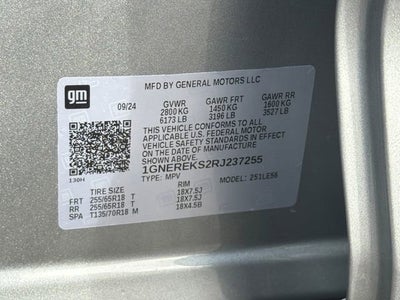 gm
MFD BY GENERAL MOTORS LLC
09/24 GVWR GAWR FRT GAWR RR
2800 KG 1450 KG 1600 KG
6173 LB 3196 LB 3527 LB
THIS VEHICLE CONFORMS TO ALL
APPLICABLE U.S. FEDERAL MOTOR
VEHICLE SAFETY AND THEFT
PREVENTION STANDARDS IN EFFECT
ON THE DATE OF MANUFACTURE
SHOWN ABOVE.
1GNEREKS2RJ237255
TYPE: MPV MODEL:
TIRE SIZE RIM
FRT 255/65R18 T 18X7.5J
RR 255/65R18 T 18X7.5J
SPA T135/70R18 M 18X4.5B